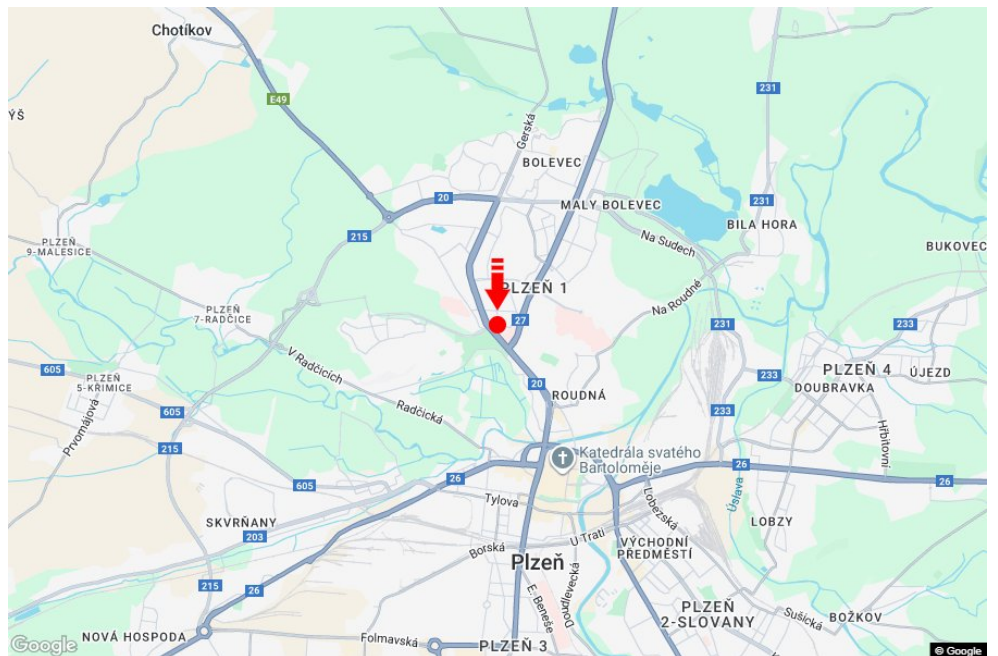 Chotíkov
E49
231
ÝŠ
Gerská
BOLEVEC
20
MALY BOLEVEC
231
BILA HORA
215
Na Sudech
BUKOVEC
PLZEŇ
9-MALESICE
PLZEŇ 1
Na Roudné
PLZEŇ
7-RADČICE
27
231
233
V Radčicích
605
PLZEŇ
5-KŘIMICE
20
233
PLZEŇ 4
ÚJEZD
DOUBRAVKA
Prvomájová
605
Radčická
ROUDNÁ
233
Hřbitovní
215
Katedrála svatého
Bartoloměje
26
26
605
26
Tylova
Lobezská
Úslava
SKVRŇANY
203
U Trati
LOBZY
Borská
VÝCHODNÍ
PŘEDMĚSTÍ
Plzeň
215
26
E. Beneše
Doudlevecká
PLZEŇ
2-SLOVANY
Sušická
BOŽKOV
NOVÁ HOSPODA
Folmavská
PLZEŇ 3
Google
© Google